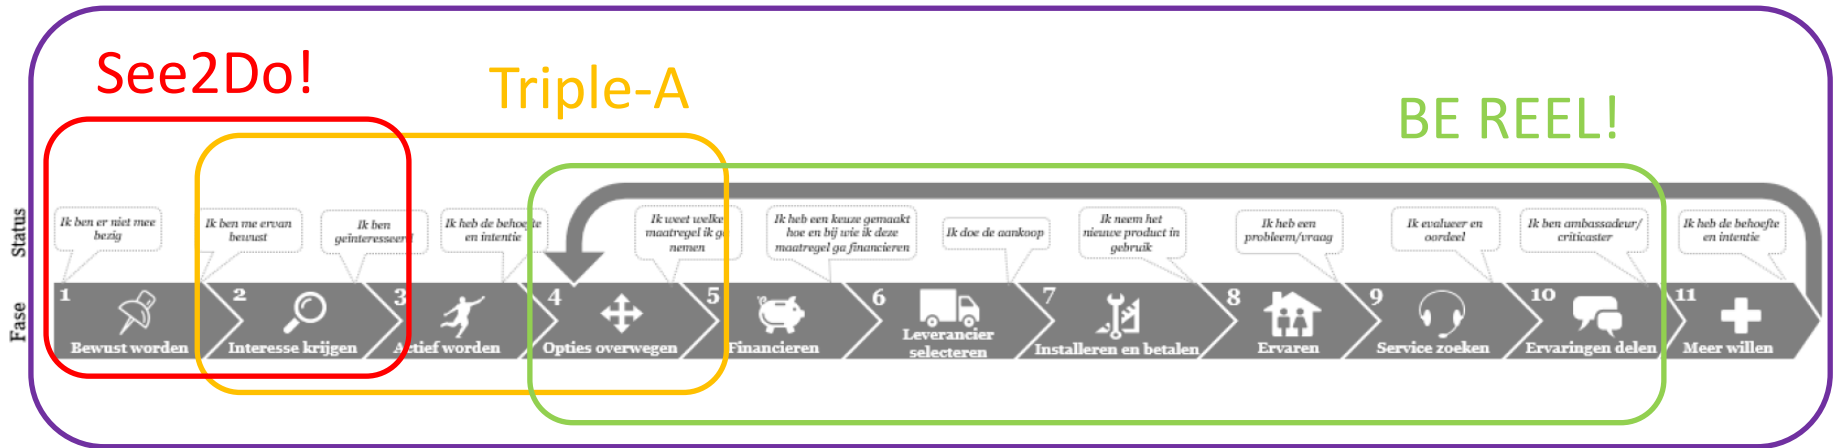 See2Do!
Triple-A
BE REEL!
Status
Ik ben er niet mee
bezig
Ik ben me ervan
bewust
Ik ben
geïnteresseerd
Ik heb de behoefte
en intentie
Ik weet welke
maatregel ik ga
nemen
Ik heb een keuze gemaakt
hoe en bij wie ik deze
maatregel ga financieren
Ik doe de aankoop
Ik neem het
nieuwe product in
gebruik
Ik heb een
probleem/vraag
Ik evalueer en
oordeel
Ik ben ambassadeur/
criticaster
Ik heb de behoefte
en intentie
Fase
1
Bewust worden
2
Interesse krijgen
3
Actief worden
4
Opties overwegen
5
Financieren
6
Leverancier
selecteren
7
Installeren en betalen
8
Ervaren
9
Service zoeken
10
Ervaringen delen
11
Meer willen